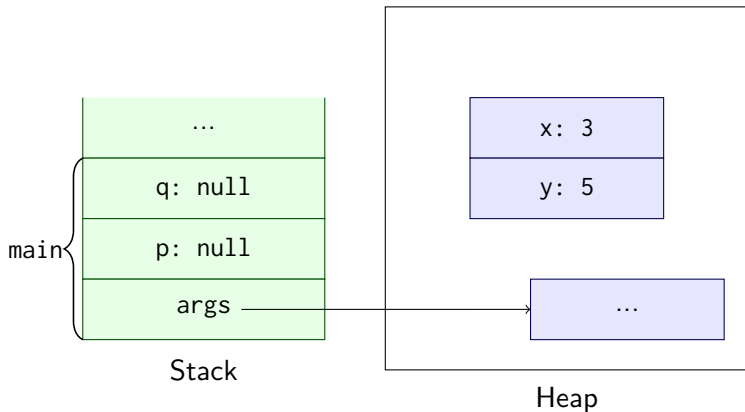 ...
q: null
p: null
args
main
Stack
x: 3
y: 5
...
Heap